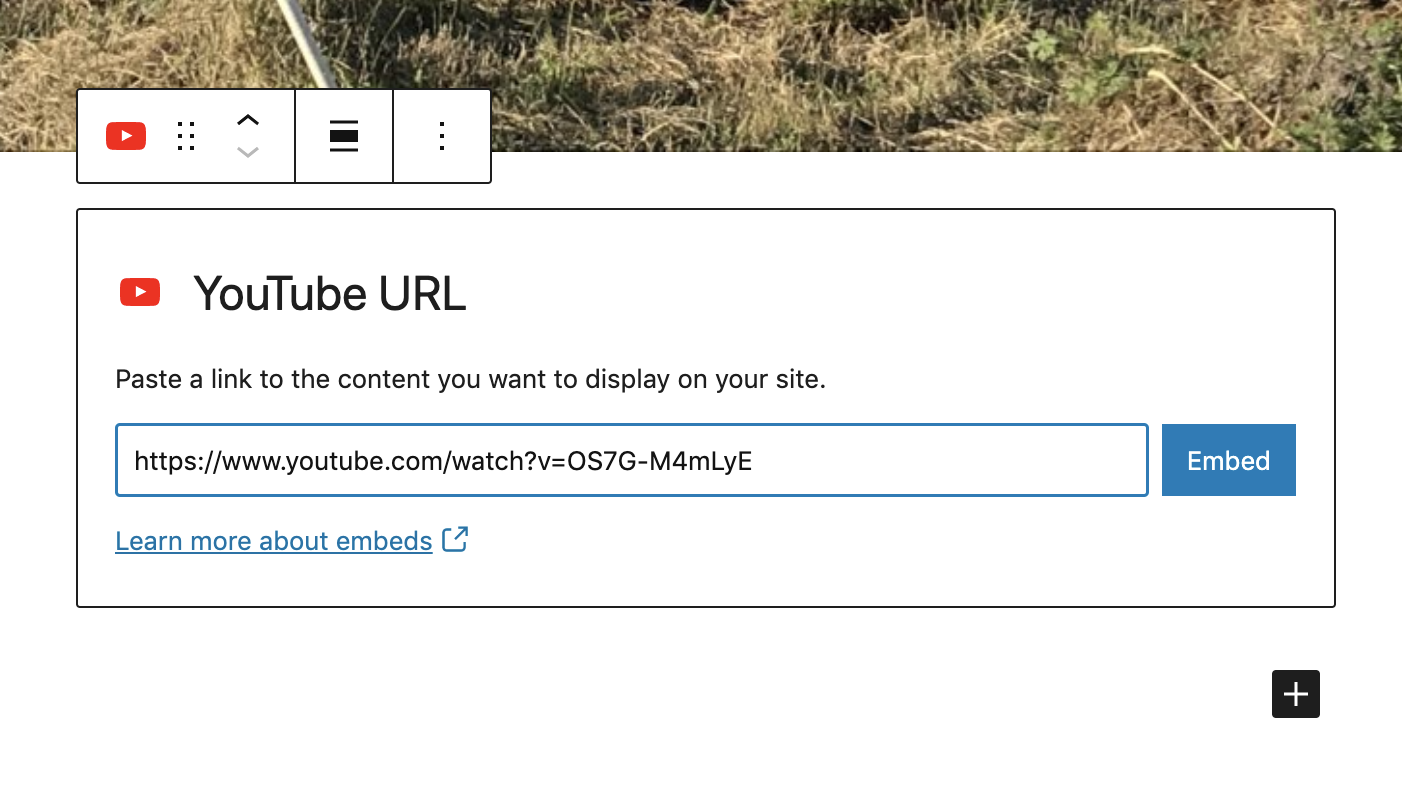 YouTube URL
Paste a link to the content you want to display on your site.
https://www.youtube.com/watch?v=OS7G-M4mLyE
Embed
Learn more about embeds